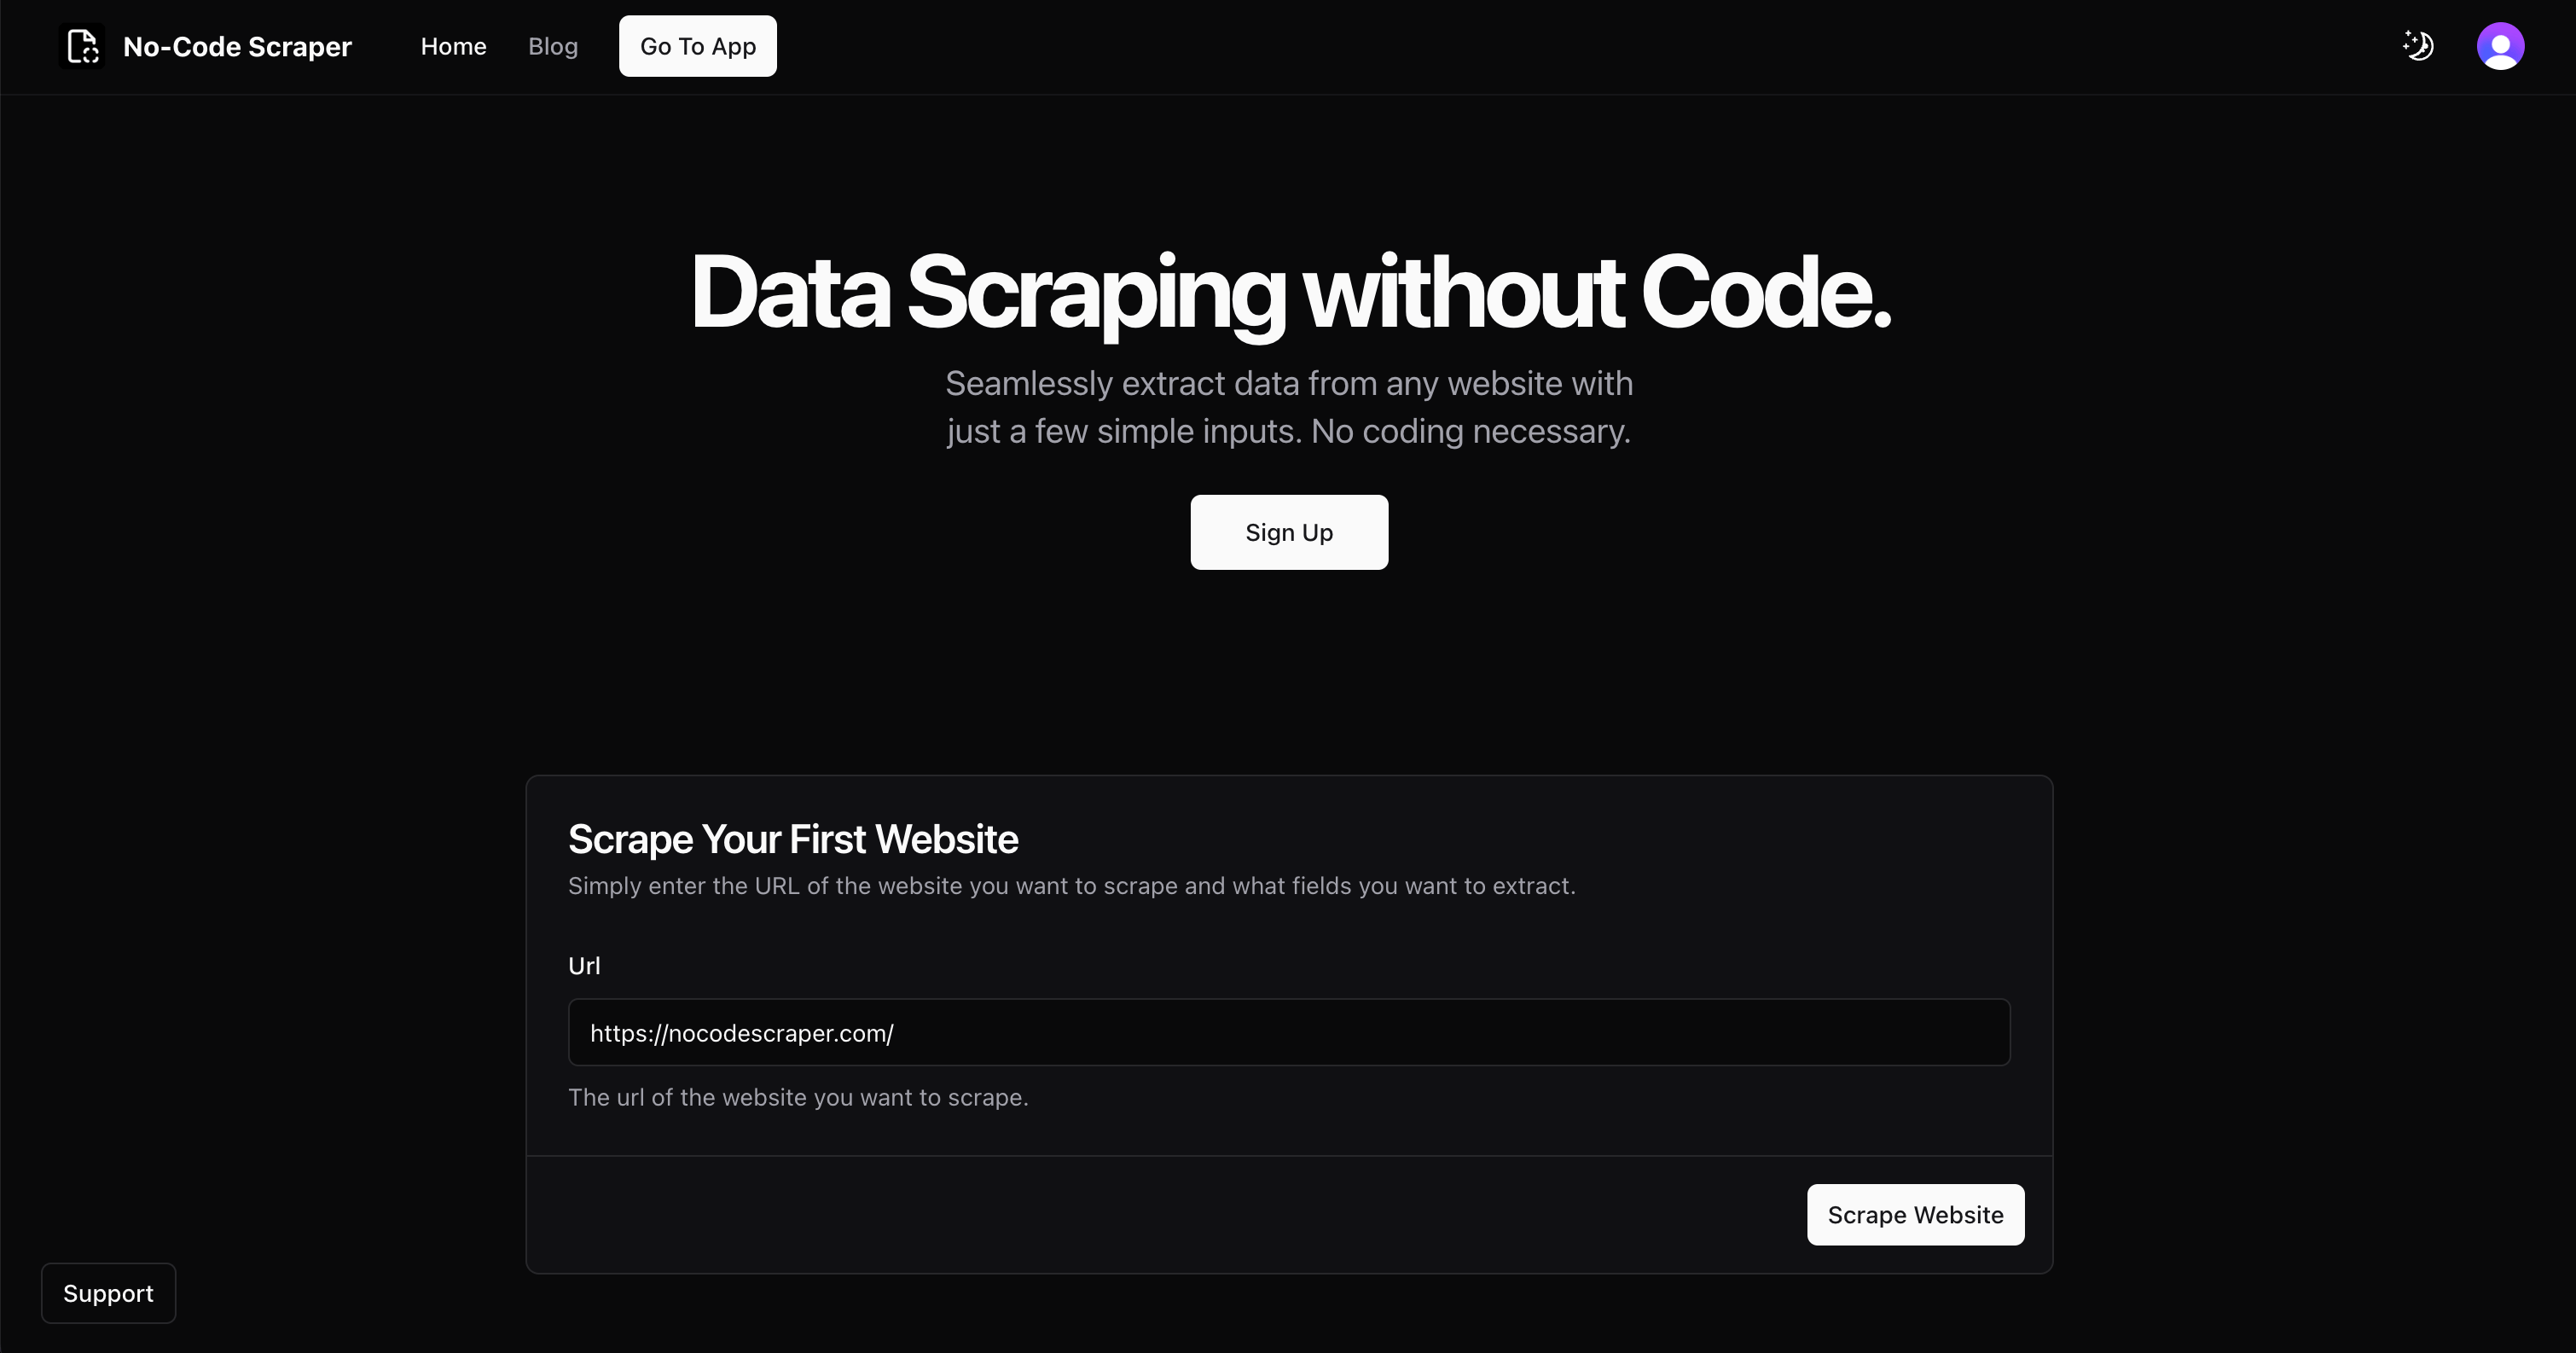 No-Code Scraper
Home
Blog
Go To App
Data Scraping without Code.
Seamlessly extract data from any website with
just a few simple inputs. No coding necessary.
Sign Up
Scrape Your First Website
Simply enter the URL of the website you want to scrape and what fields you want to extract.
Url
https://nocodescraper.com/
The url of the website you want to scrape.
Scrape Website
Support